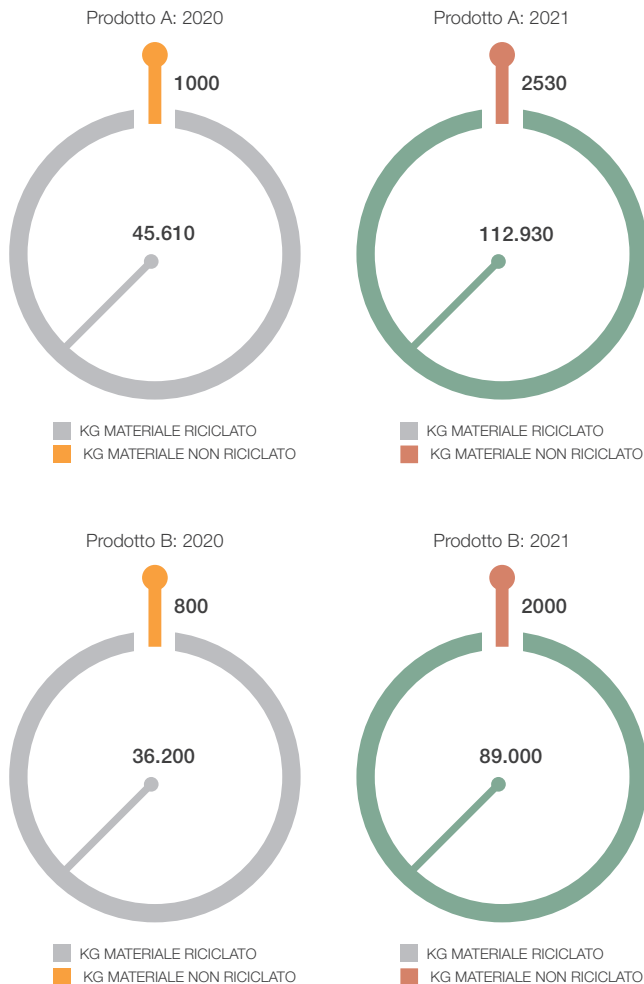 Prodotto A: 2020
1000
45.610
KG MATERIALE RICICLATO
KG MATERIALE NON RICICLATO
Prodotto A: 2021
2530
112.930
KG MATERIALE RICICLATO
KG MATERIALE NON RICICLATO
Prodotto B: 2020
800
36.200
KG MATERIALE RICICLATO
KG MATERIALE NON RICICLATO
Prodotto B: 2021
2000
89.000
KG MATERIALE RICICLATO
KG MATERIALE NON RICICLATO